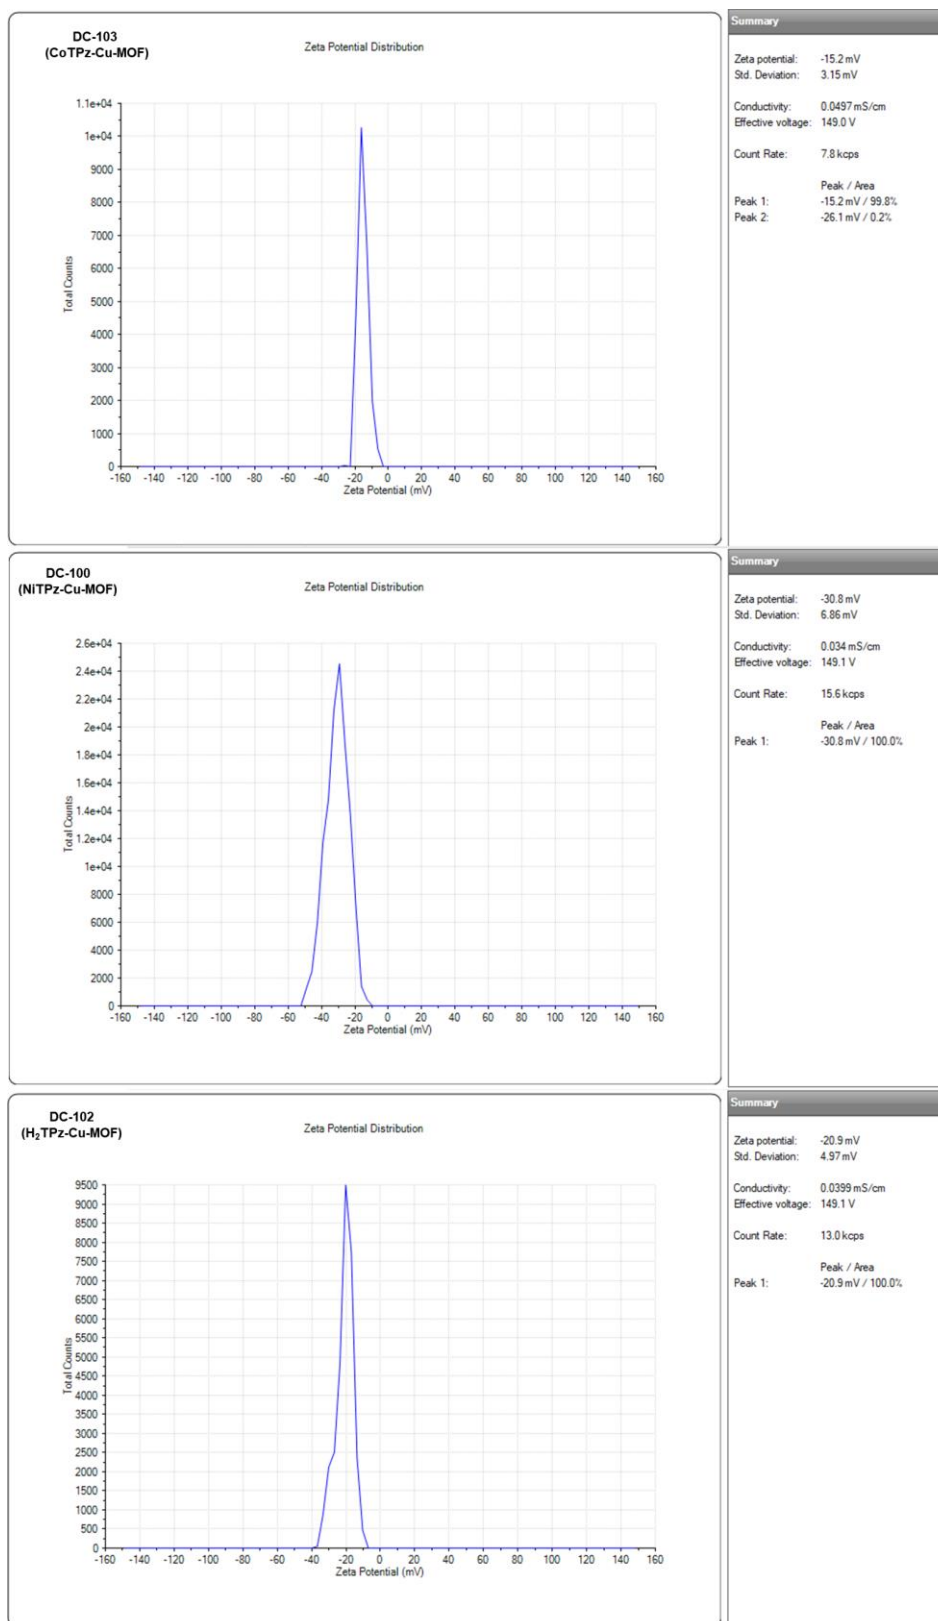 DC-103
(CoTPz-Cu-MOF)
Zeta Potential Distribution
1.1e+04
1e+04
9000
8000
7000
6000
5000
4000
3000
2000
1000
0
Total Counts
-160 -140 -120 -100 -80 -60 -40 -20 0 20 40 60 80 100 120 140 160
Zeta Potential (mV)
Summary
Zeta potential: -15.2 mV
Std. Deviation: 3.15 mV
Conductivity: 0.0497 mS/cm
Effective voltage: 149.0 V
Count Rate: 7.8 kcps
Peak / Area
Peak 1: -15.2 mV / 99.8%
Peak 2: -26.1 mV / 0.2%
DC-100
(NiTPz-Cu-MOF)
Zeta Potential Distribution
2.6e+04
2.4e+04
2.2e+04
2e+04
1.8e+04
1.6e+04
1.4e+04
1.2e+04
1e+04
8000
6000
4000
2000
0
Total Counts
-160 -140 -120 -100 -80 -60 -40 -20 0 20 40 60 80 100 120 140 160
Zeta Potential (mV)
Summary
Zeta potential: -30.8 mV
Std. Deviation: 6.86 mV
Conductivity: 0.034 mS/cm
Effective voltage: 149.1 V
Count Rate: 15.6 kcps
Peak / Area
Peak 1: -30.8 mV / 100.0%
DC-102
(H₂TPz-Cu-MOF)
Zeta Potential Distribution
9500
9000
8500
8000
7500
7000
6500
6000
5500
5000
4500
4000
3500
3000
2500
2000
1500
1000
500
0
Total Counts
-160 -140 -120 -100 -80 -60 -40 -20 0 20 40 60 80 100 120 140 160
Zeta Potential (mV)
Summary
Zeta potential: -20.9 mV
Std. Deviation: 4.97 mV
Conductivity: 0.0399 mS/cm
Effective voltage: 149.1 V
Count Rate: 13.0 kcps
Peak / Area
Peak 1: -20.9 mV / 100.0%